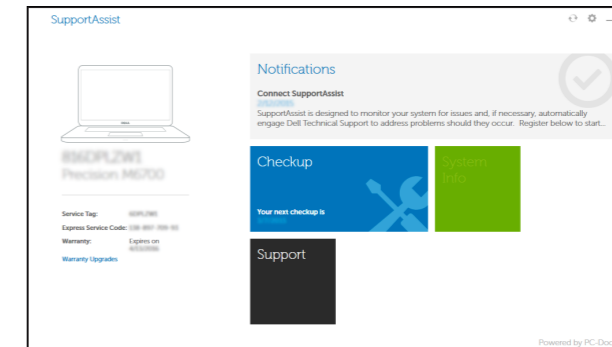 SupportAssist
Notifications
Connect SupportAssist
SupportAssist is designed to monitor your system for issues and, if necessary, automatically
engage Dell Technical Support to address problems should they occur. Register below to start...
Precision M6700
Checkup
System
Info
Service Tag:
Express Service Code:
Warranty: Expires on
Warranty Upgrades
Your next checkup is
Support
Powered by PC-Doc